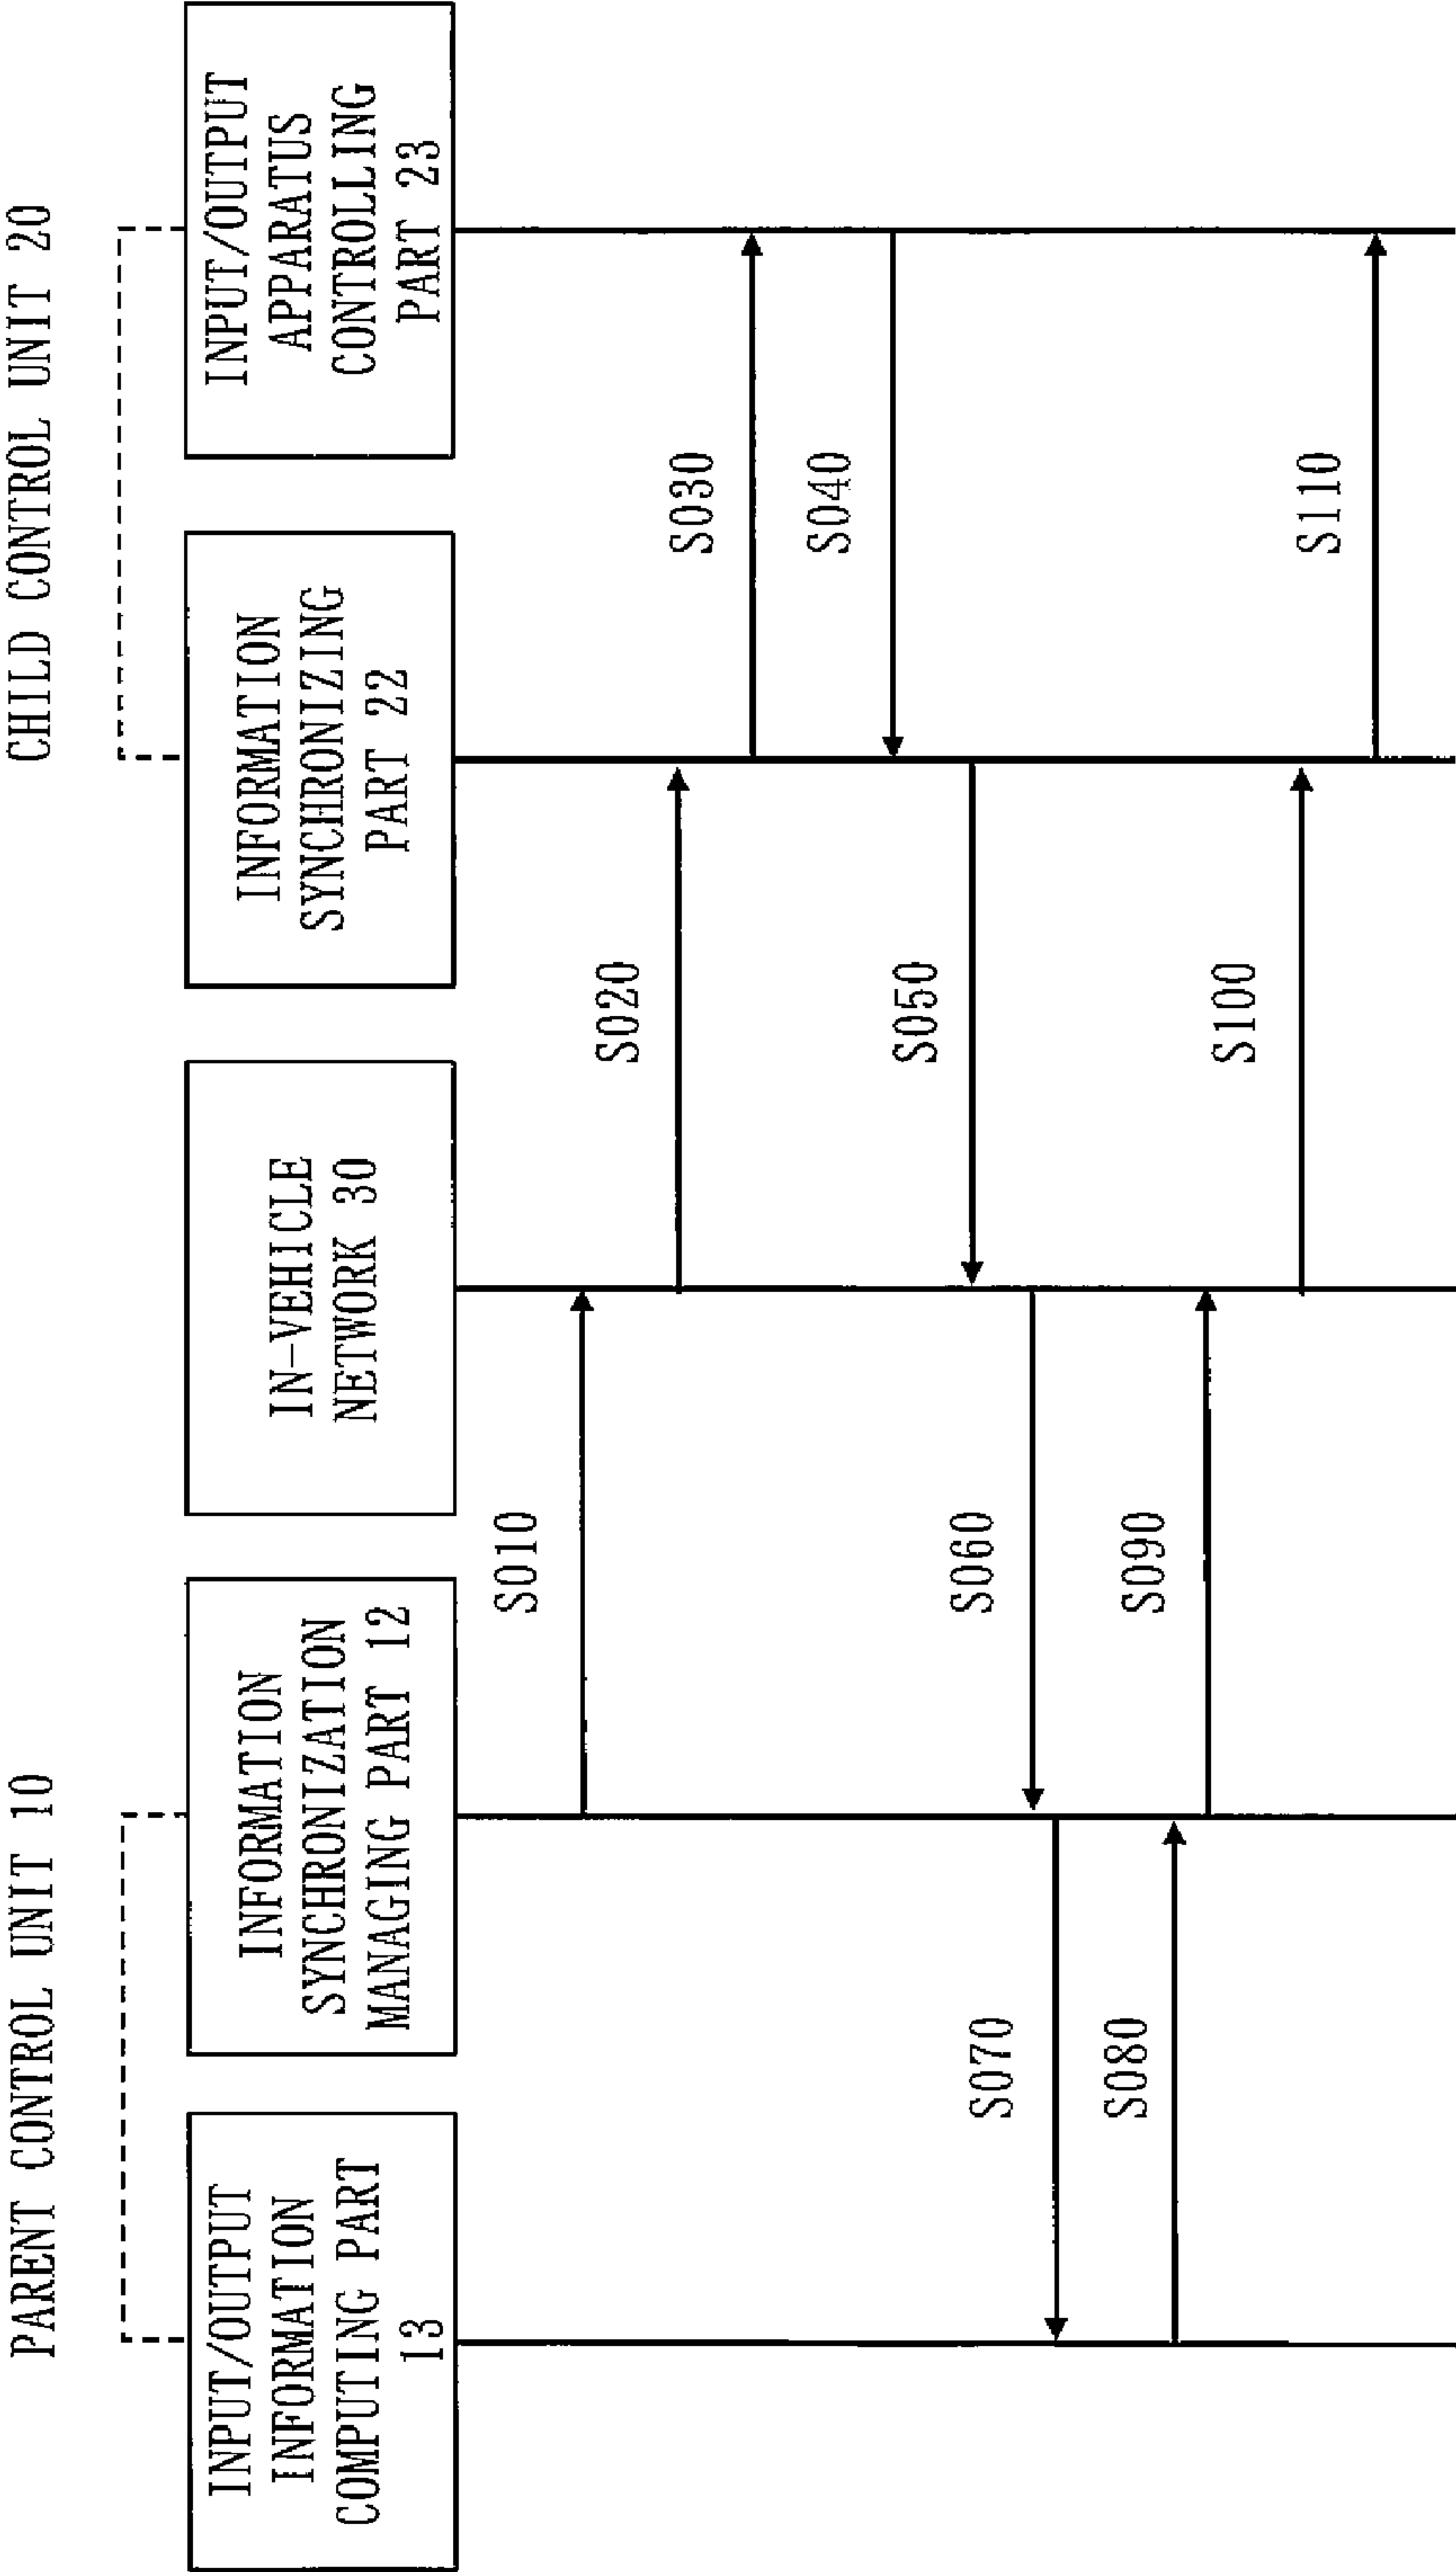 PARENT CONTROL UNIT 10
CHILD CONTROL UNIT 20
INPUT/OUTPUT
INFORMATION
COMPUTING PART
13
INFORMATION
SYNCHRONIZATION
MANAGING PART 12
IN-VEHICLE
NETWORK 30
INFORMATION
SYNCHRONIZING
PART 22
INPUT/OUTPUT
APPARATUS
CONTROLLING
PART 23
S010
S020
S030
S040
S050
S060
S070
S080
S090
S100
S110